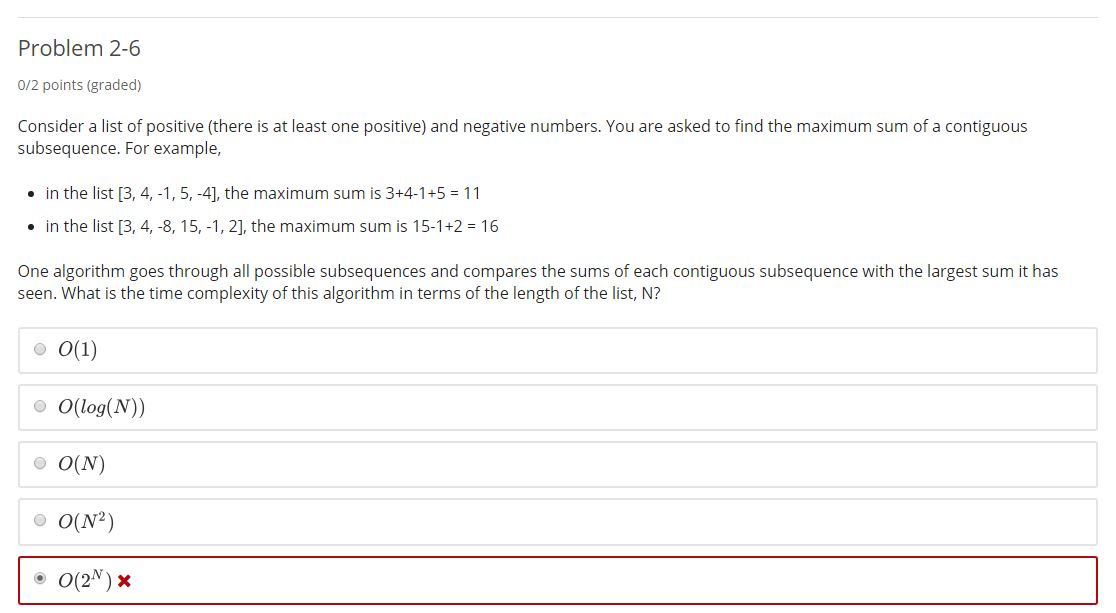 Problem 2-6
0/2 points (graded)
Consider a list of positive (there is at least one positive) and negative numbers. You are asked to find the maximum sum of a contiguous
subsequence. For example,
• in the list [3, 4, -1, 5, -4], the maximum sum is 3+4-1+5 = 11
• in the list [3, 4, -8, 15, -1, 2], the maximum sum is 15-1+2 = 16
One algorithm goes through all possible subsequences and compares the sums of each contiguous subsequence with the largest sum it has
seen. What is the time complexity of this algorithm in terms of the length of the list, N?
O(1)
O(log(N))
O(N)
O(N²)
O(2ᴺ) ✖